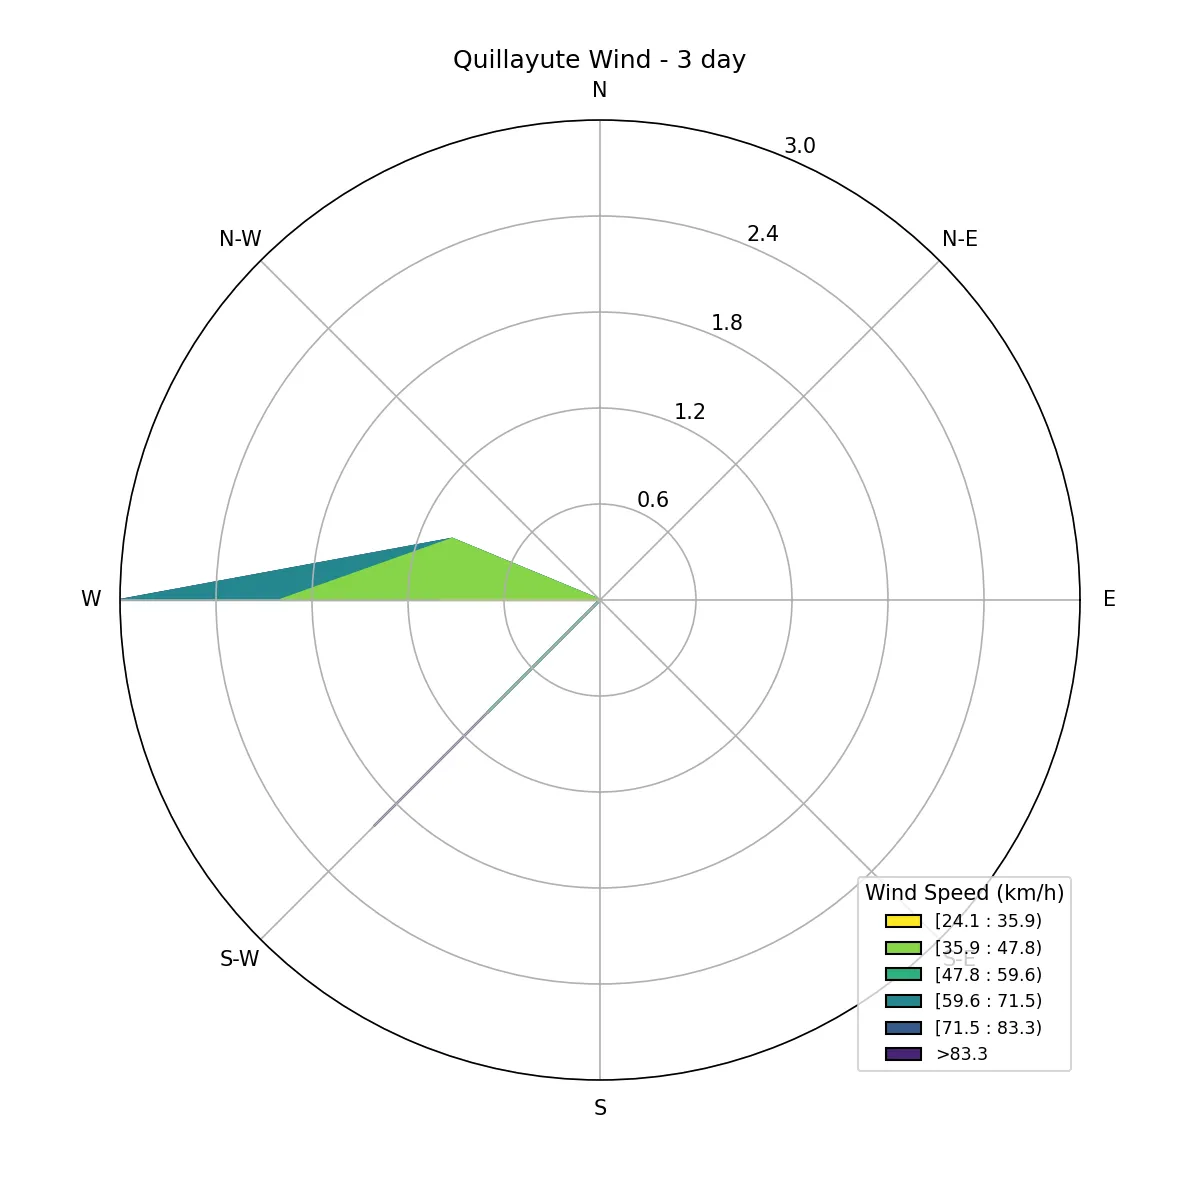 Quillayute Wind - 3 day
N
3.0
N-W
2.4
N-E
1.8
1.2
0.6
W
E
S-W
S-E
S
Wind Speed (km/h)
[24.1 : 35.9)
[35.9 : 47.8)
[47.8 : 59.6)
[59.6 : 71.5)
[71.5 : 83.3)
>83.3